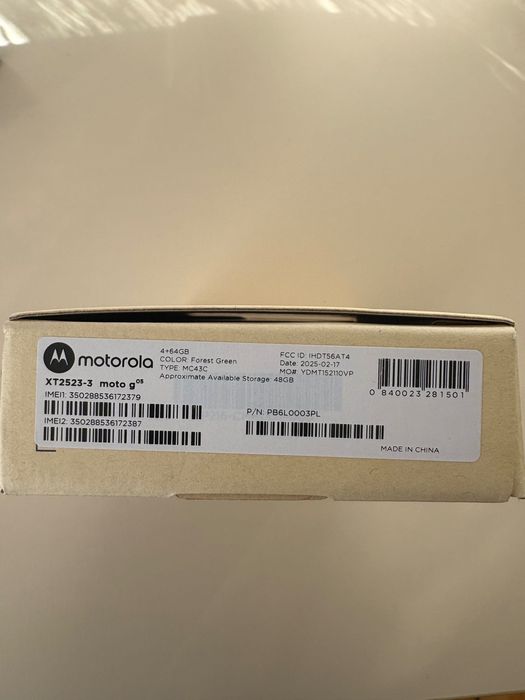 motorola
XT2523-3 moto g05
IMEI1: 350288536172379
IMEI2: 350288536172387
4+64GB
COLOR: Forest Green
TYPE: MC43C
Approximate Available Storage: 48GB
FCC ID: IHDT56AT4
Date: 2025-02-17
MO#: YDMT152110VP
P/N: PB6L0003PL
0 840023 281501
MADE IN CHINA